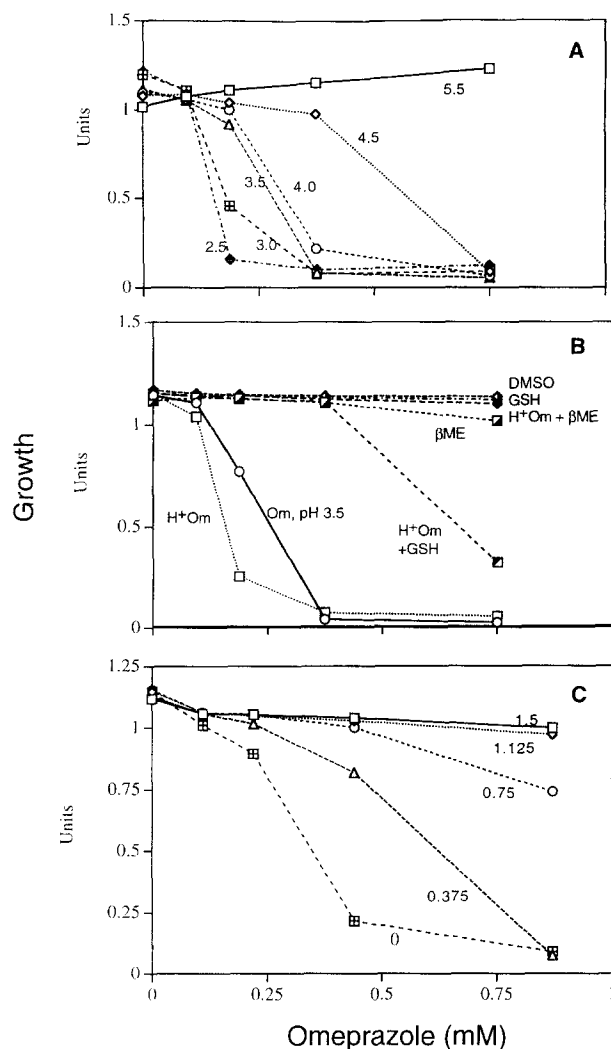 A
1.5
1
0.5
0
Units
5.5
4.5
4.0
3.5
3.0
2.5
B
1.5
1
0.5
0
Units
DMSO
GSH
H+Om + βME
βME
H+Om
Om, pH 3.5
H+Om
+GSH
Growth
C
1.25
1
0.75
0.5
0.25
0
Units
1.5
1.125
0.75
0.375
0
0
0.25
0.5
0.75
Omeprazole (mM)